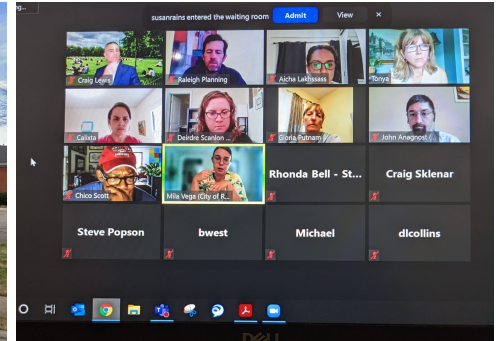 susanrains entered the waiting room Admit View
Craig Lewis
Raleigh Planning
Aicha Lakhssass
Tonya
Calixta
Deirdre Scanlon ...
Gloria Putnam
John Anagnost (...
Chico Scott
Mila Vega (City of R...
Rhonda Bell - St...
Craig Sklenar
Steve Popson
bwest
Michael
dlcollins
DELL